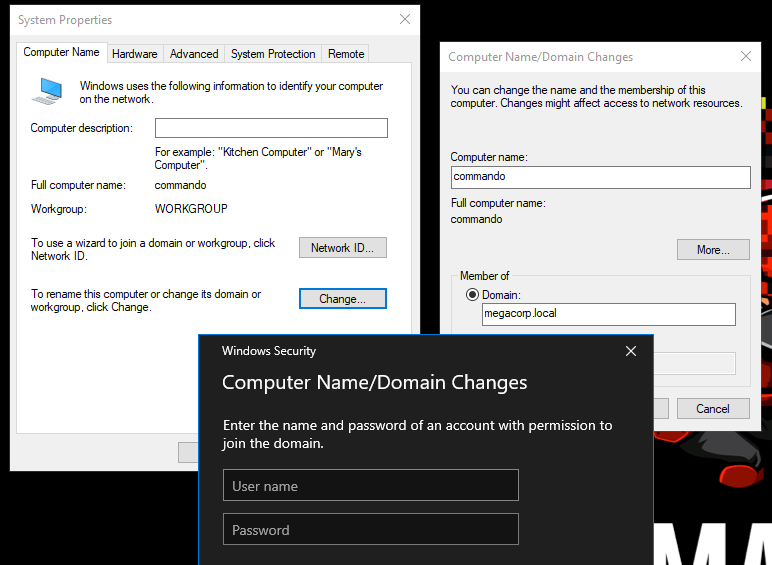 System Properties
Computer Name
Hardware
Advanced
System Protection
Remote
Windows uses the following information to identify your computer
on the network.
Computer description:
For example: "Kitchen Computer" or "Mary's
Computer".
Full computer name:
commando
Workgroup:
WORKGROUP
To use a wizard to join a domain or workgroup, click
Network ID.
Network ID...
To rename this computer or change its domain or
workgroup, click Change.
Change...
Computer Name/Domain Changes
You can change the name and the membership of this
computer. Changes might affect access to network resources.
Computer name:
commando
Full computer name:
commando
More...
Member of
Domain:
megacorp.local
Cancel
Windows Security
Computer Name/Domain Changes
Enter the name and password of an account with permission to
join the domain.
User name
Password